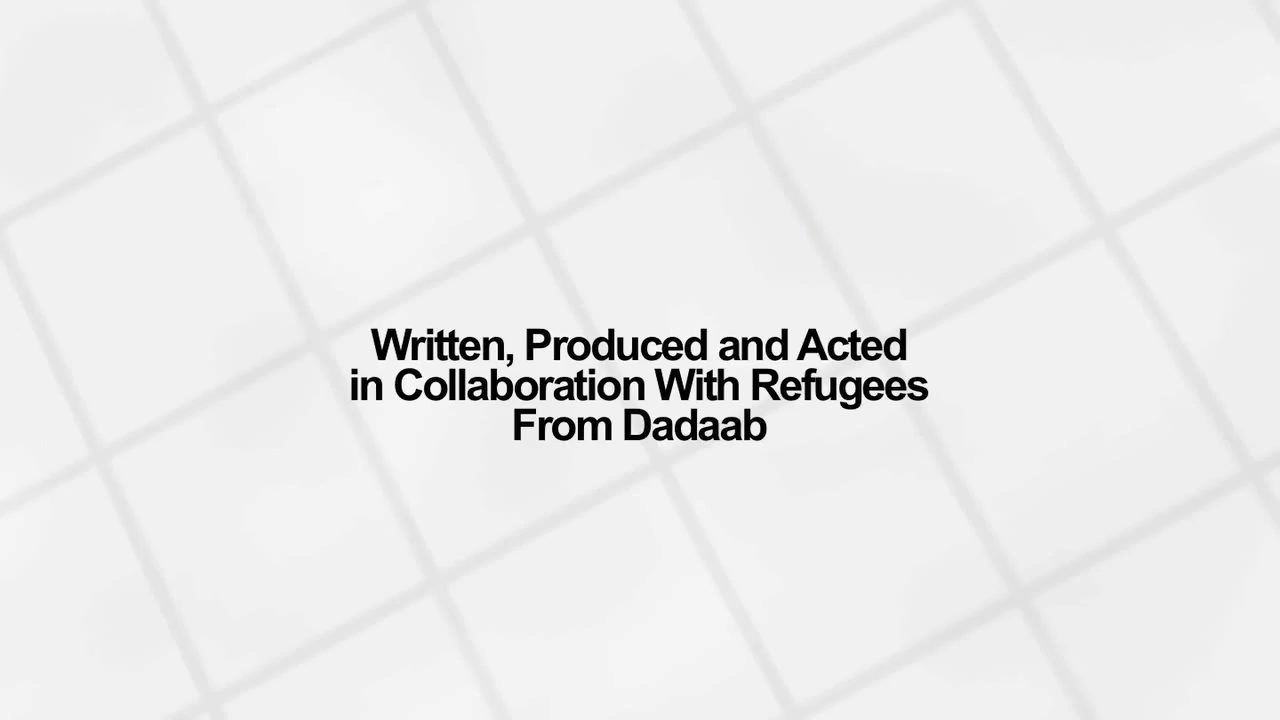 Written, Produced and Acted
in Collaboration With Refugees
From Dadaab